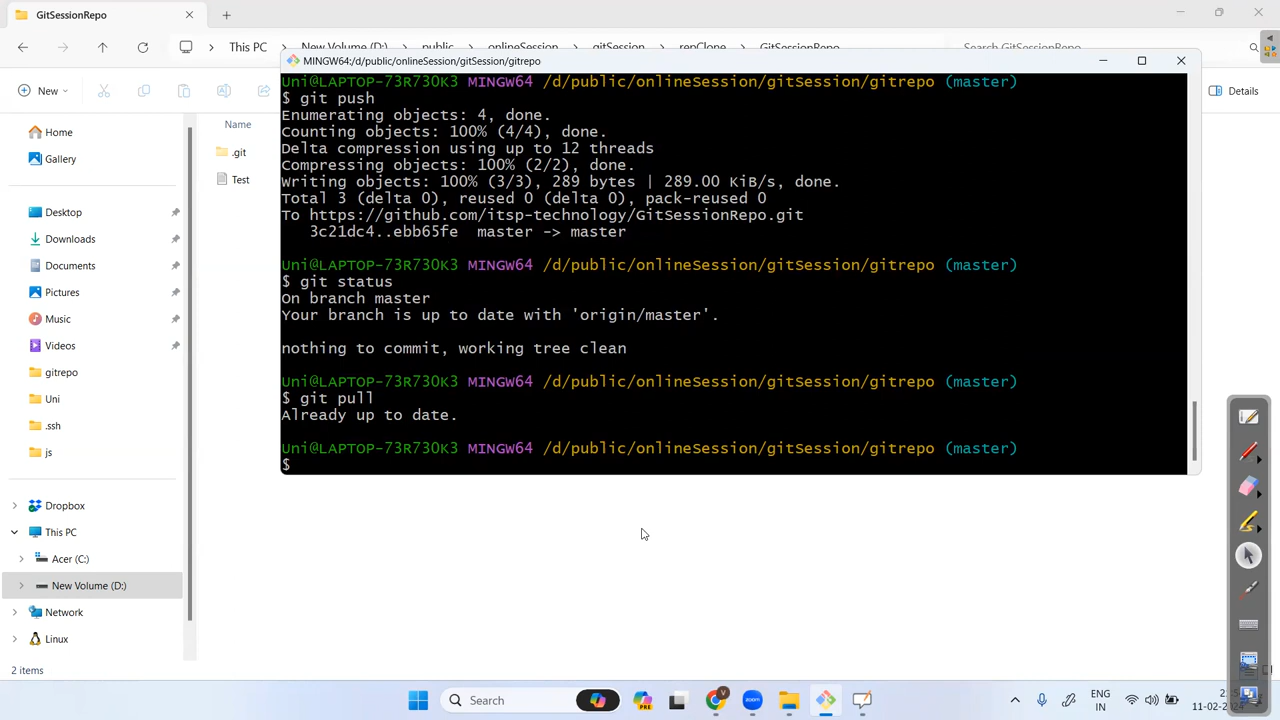 GitSessionRepo
This PC
New Volume (D:)
public
onlineSession
gitSession
repClone
GitSessionRepo
Search GitSessionRepo
MINGW64:/d/public/onlineSession/gitSession/gitrepo
New
Details
Home
Gallery
Desktop
Downloads
Documents
Pictures
Music
Videos
gitrepo
Uni
.ssh
js
Dropbox
This PC
Acer (C:)
New Volume (D:)
Network
Linux
2 items
Name
.git
Test
Uni@LAPTOP-73R730K3 MINGW64 /d/public/onlineSession/gitSession/gitrepo (master)
$ git push
Enumerating objects: 4, done.
Counting objects: 100% (4/4), done.
Delta compression using up to 12 threads
Compressing objects: 100% (2/2), done.
Writing objects: 100% (3/3), 289 bytes | 289.00 KiB/s, done.
Total 3 (delta 0), reused 0 (delta 0), pack-reused 0
To https://github.com/itsp-technology/GitSessionRepo.git
3c21dc4..ebb65fe master -> master
Uni@LAPTOP-73R730K3 MINGW64 /d/public/onlineSession/gitSession/gitrepo (master)
$ git status
On branch master
Your branch is up to date with 'origin/master'.
nothing to commit, working tree clean
Uni@LAPTOP-73R730K3 MINGW64 /d/public/onlineSession/gitSession/gitrepo (master)
$ git pull
Already up to date.
Uni@LAPTOP-73R730K3 MINGW64 /d/public/onlineSession/gitSession/gitrepo (master)
$
Search
PRE
V
zoom
ENG
IN